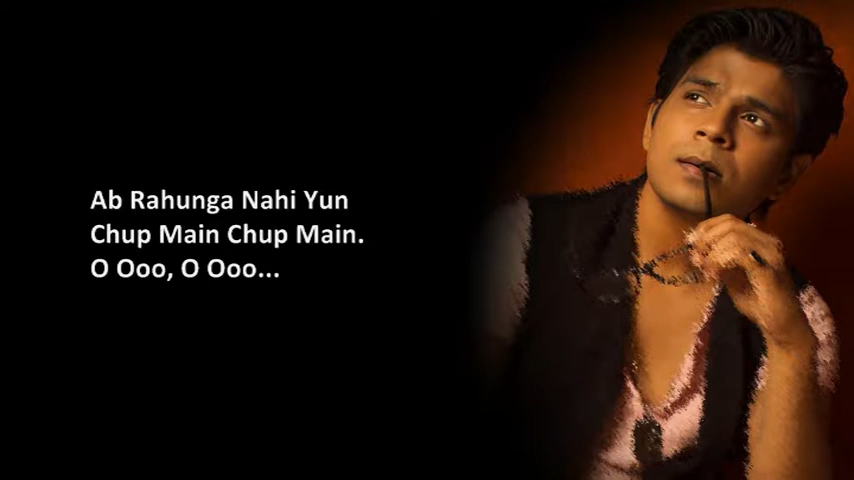 Ab Rahunga Nahi Yun
Chup Main Chup Main.
O Ooo, O Ooo...